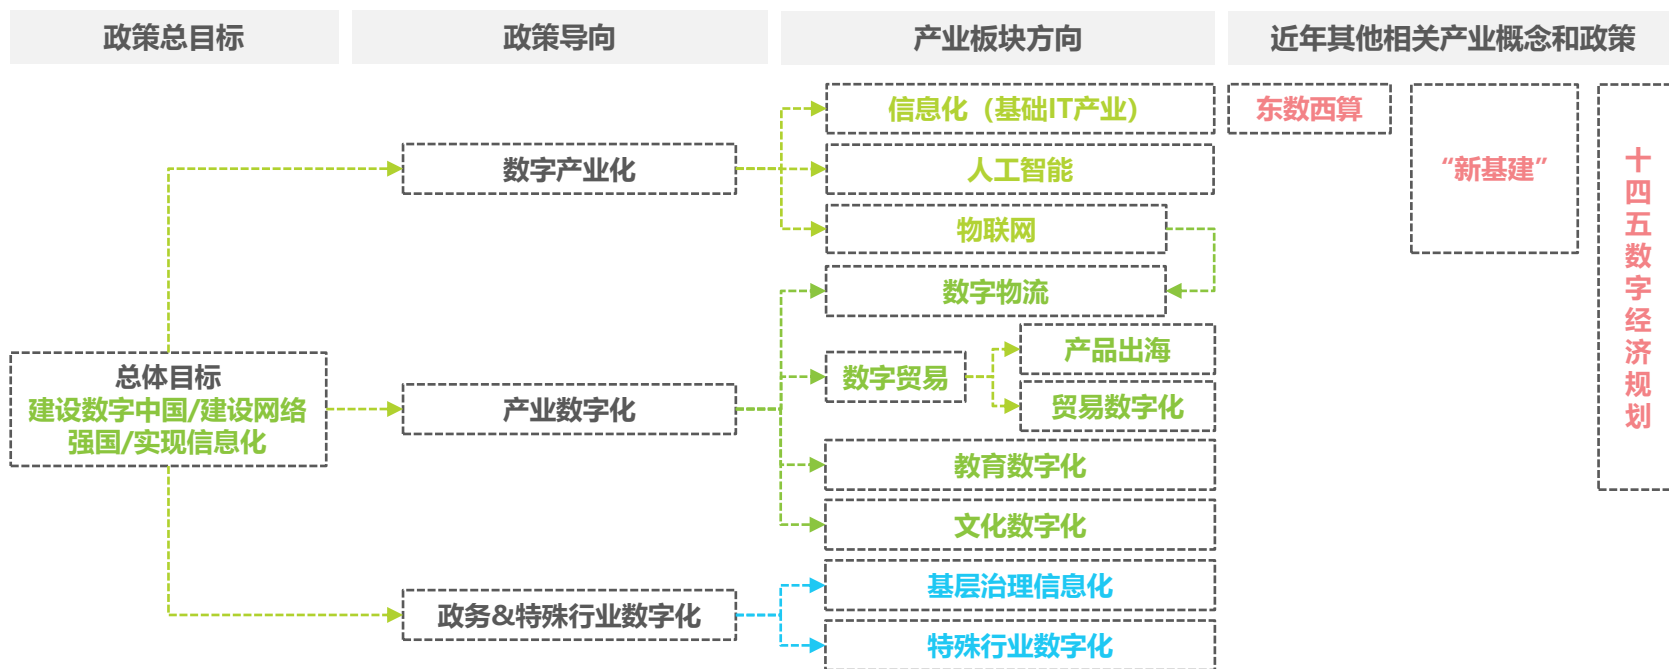 政策总目标
政策导向
产业板块方向
近年其他相关产业概念和政策
信息化（基础IT产业）
东数西算
“新基建”
十四五数字经济规划
数字产业化
人工智能
物联网
数字物流
总体目标
建设数字中国/建设网络
强国/实现信息化
产业数字化
数字贸易
产品出海
贸易数字化
教育数字化
文化数字化
政务&特殊行业数字化
基层治理信息化
特殊行业数字化